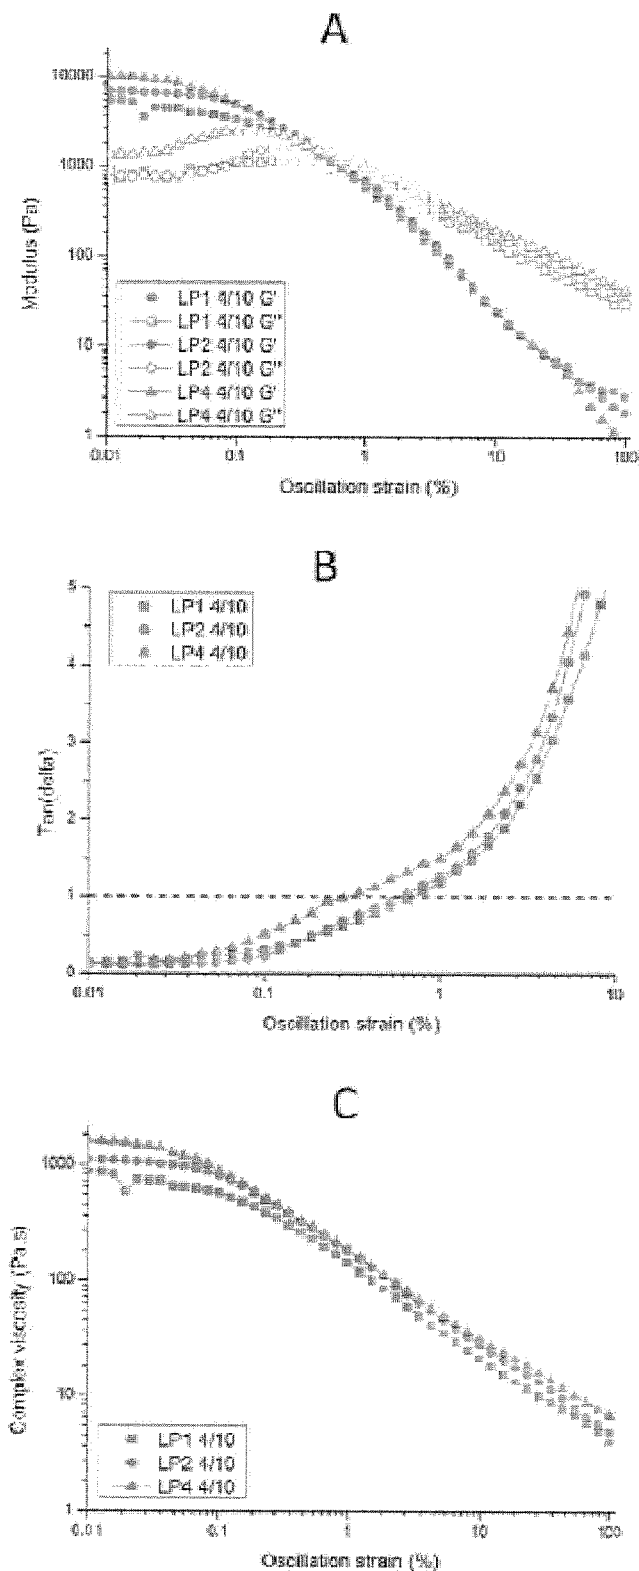 A
10000
1000
100
10
1
Modulus (Pa)
LP1 4/10 G'
LP1 4/10 G''
LP2 4/10 G'
LP2 4/10 G''
LP4 4/10 G'
LP4 4/10 G''
0.01 0.1 1 10 100
Oscillation strain (%)
B
5
4
3
2
1
0
Tan(delta)
LP1 4/10
LP2 4/10
LP4 4/10
0.01 0.1 1 10
Oscillation strain (%)
C
1000
100
10
1
Complex viscosity (Pa.s)
LP1 4/10
LP2 4/10
LP4 4/10
0.01 0.1 1 10 100
Oscillation strain (%)